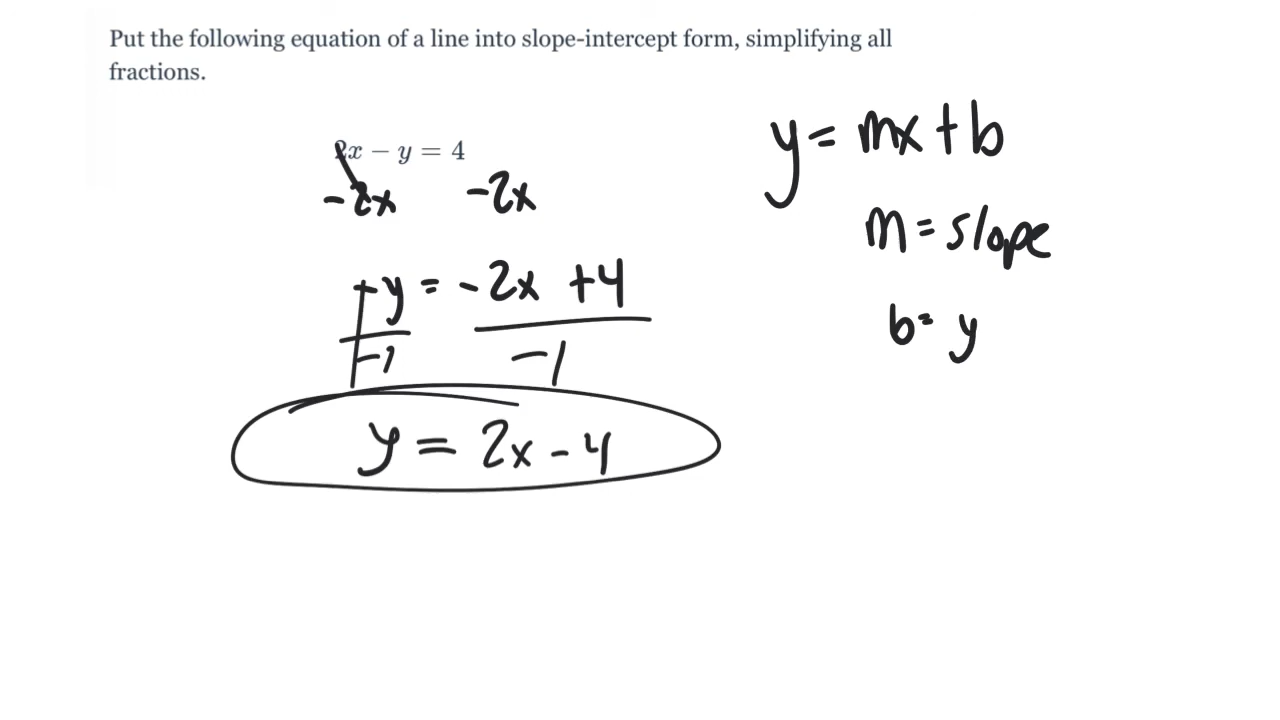 Put the following equation of a line into slope-intercept form, simplifying all
fractions.
2x − y = 4
-2x -2x
-y = -2x +4
-1 -1
y = 2x - 4
y = mx + b
m = slope
b = y